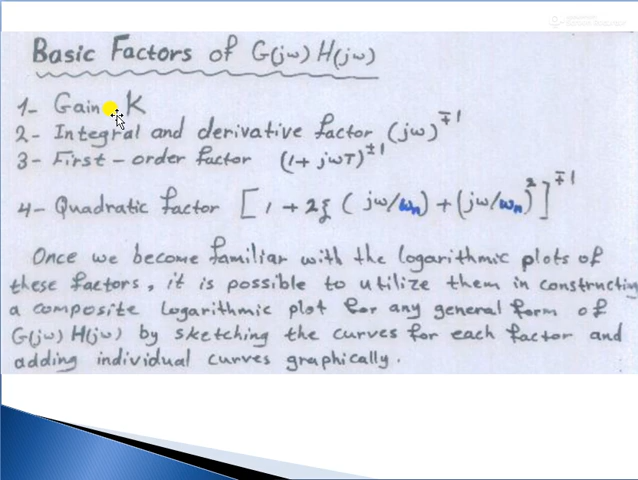 Basic Factors of G(jω) H(jω)
1- Gain K
2- Integral and derivative factor (jω)^∓1
3- First-order factor (1+jωT)^±1
4- Quadratic factor [1 + 2ξ (jω/ωn) + (jω/ωn)^2]^∓1
Once we become familiar with the logarithmic plots of
these factors, it is possible to utilize them in constructing
a composite logarithmic plot for any general form of
G(jω) H(jω) by sketching the curves for each factor and
adding individual curves graphically.